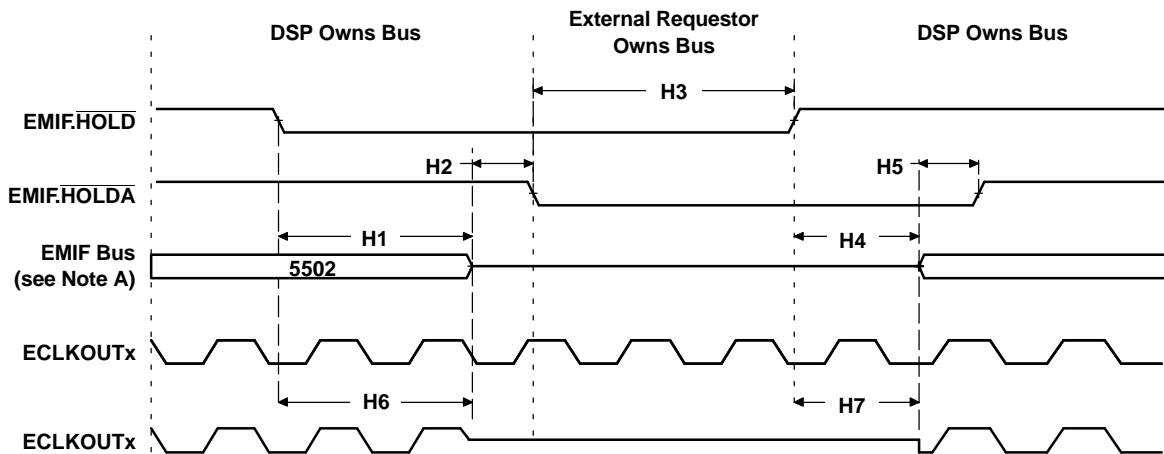 DSP Owns Bus
External Requestor
Owns Bus
DSP Owns Bus
H3
EMIF.HOLD
H2
H5
EMIF.HOLDA
H1
H4
EMIF Bus
(see Note A)
5502
ECLKOUTx
H6
H7
ECLKOUTx